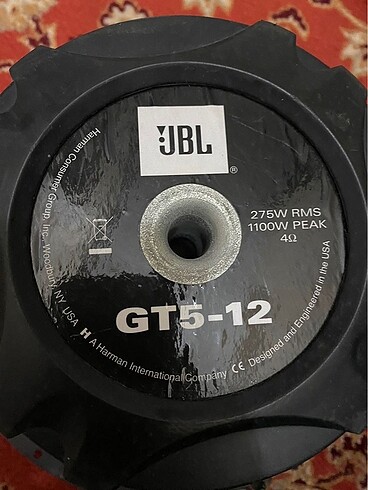 JBL
®
275W RMS
1100W PEAK
4Ω
GT5-12
Harman Consumer Group, Inc., Woodbury, NY, USA
H A Harman International Company CE Designed and Engineered in the USA